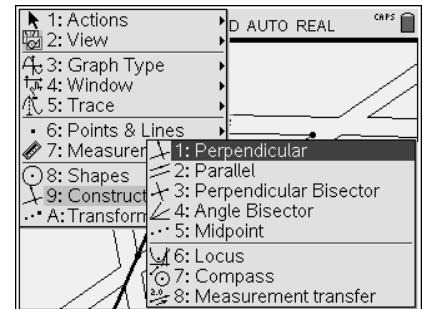 1: Actions
D AUTO REAL
CAPS
2: View
3: Graph Type
4: Window
5: Trace
6: Points & Lines
7: Measurer
1: Perpendicular
2: Parallel
8: Shapes
3: Perpendicular Bisector
9: Construct
4: Angle Bisector
A: Transform
5: Midpoint
6: Locus
7: Compass
8: Measurement transfer